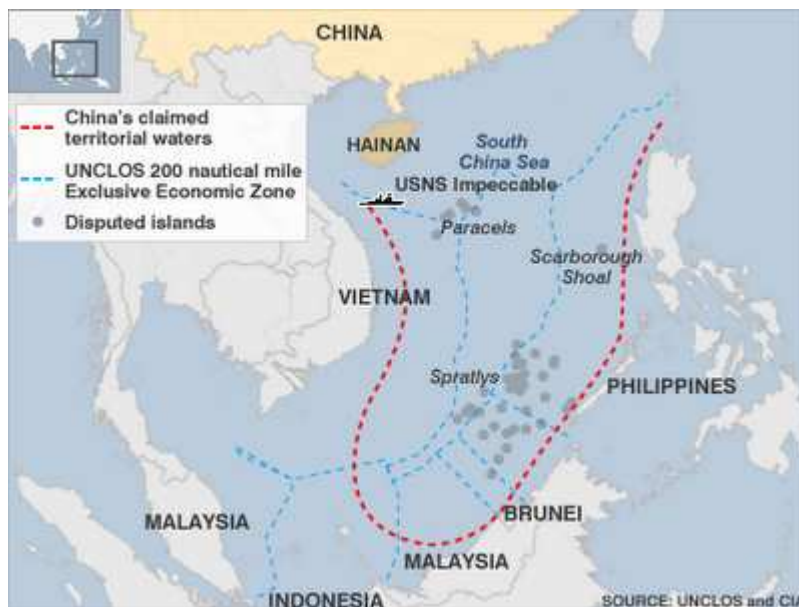 CHINA
China's claimed
territorial waters
UNCLOS 200 nautical mile
Exclusive Economic Zone
Disputed islands
HAINAN
South
China Sea
USNS Impeccable
Paracels
Scarborough
Shoal
VIETNAM
Spratlys
PHILIPPINES
BRUNEI
MALAYSIA
MALAYSIA
INDONESIA
SOURCE: UNCLOS and CIA